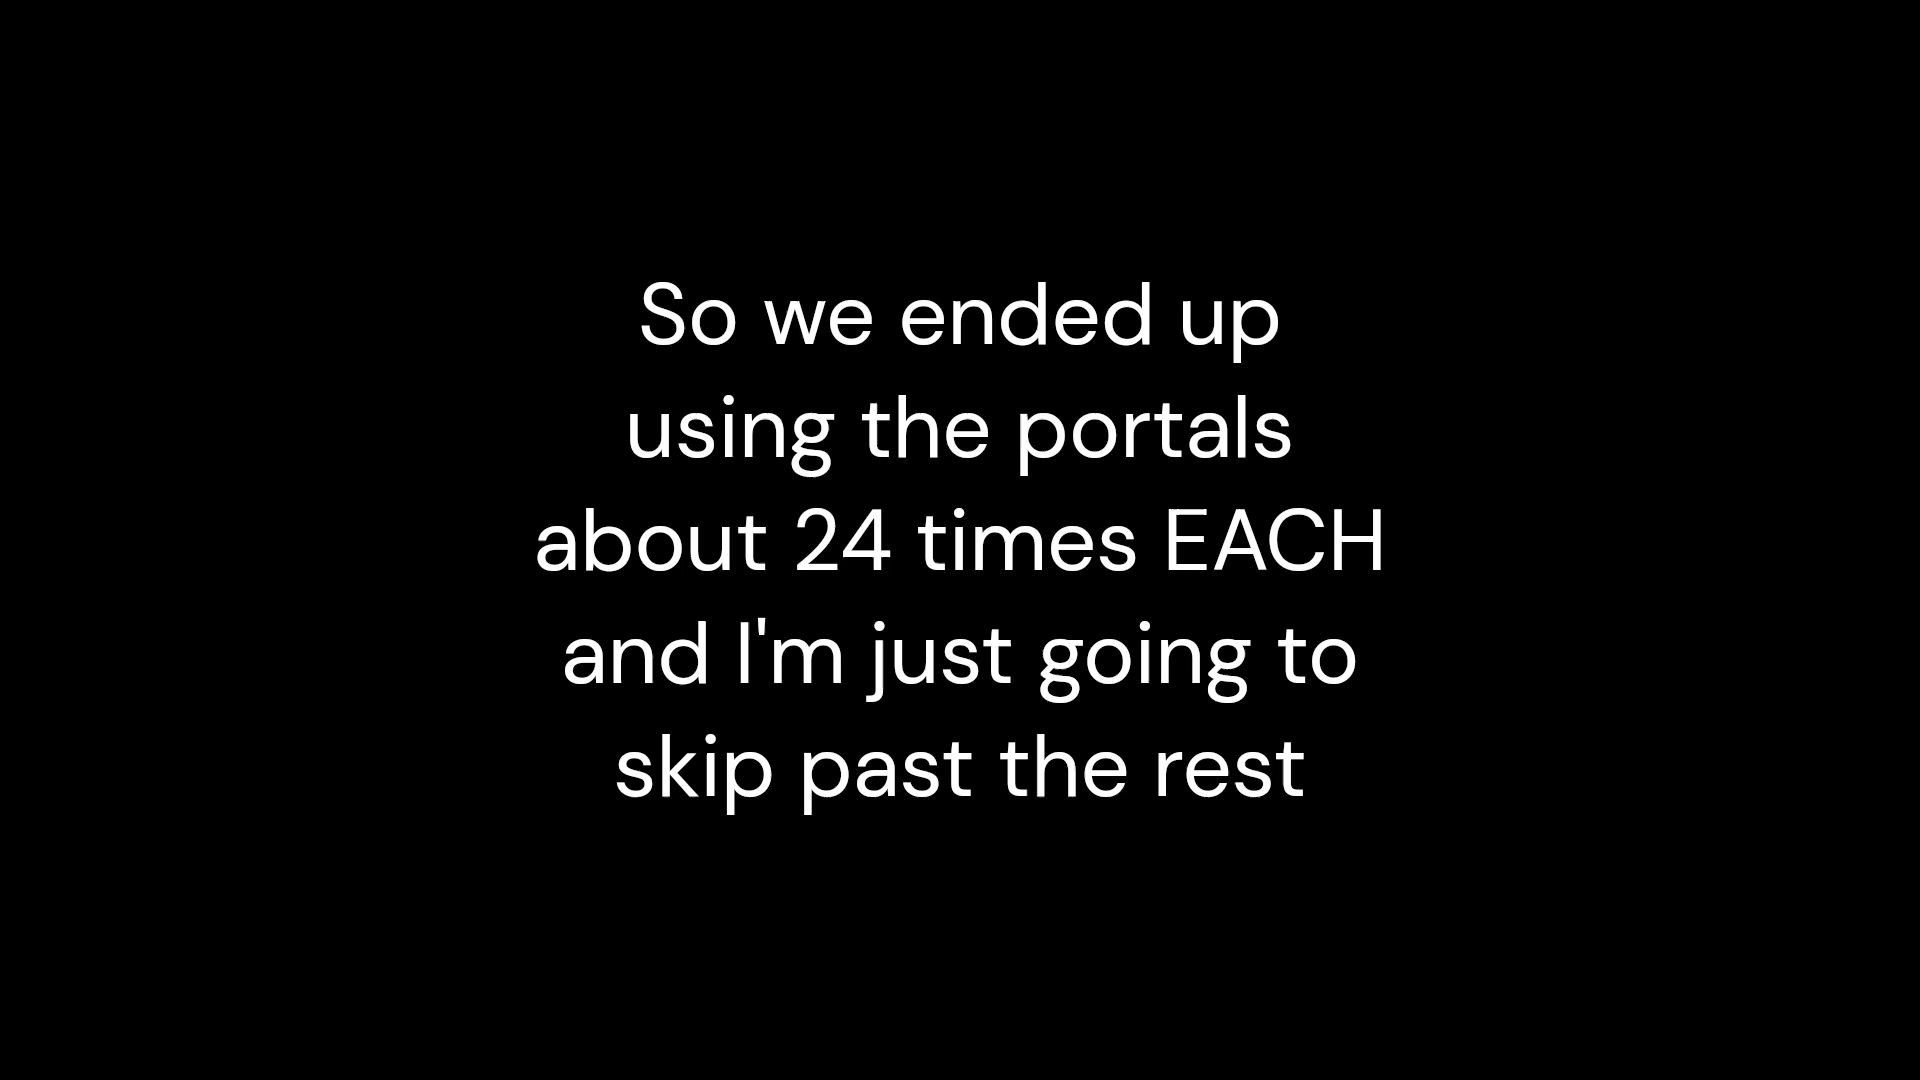 So we ended up
using the portals
about 24 times EACH
and I'm just going to
skip past the rest